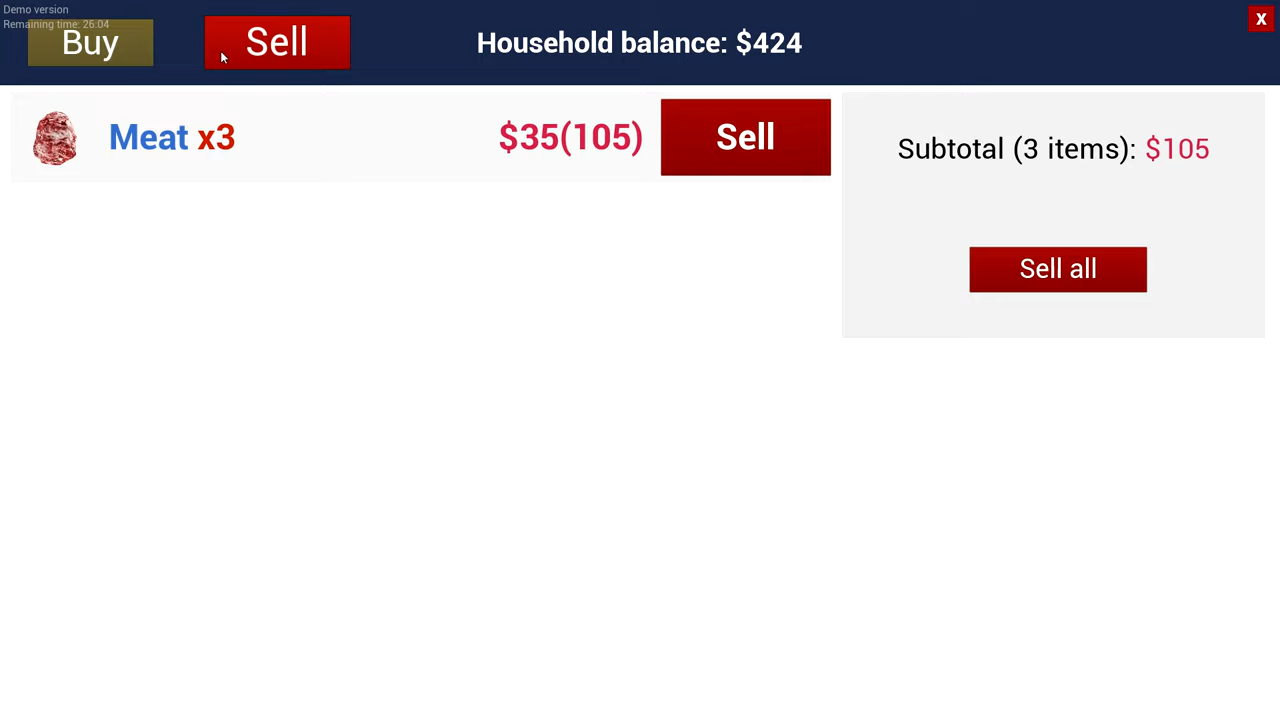 Demo version
Remaining time: 26:04
Buy
Sell
Household balance: $424
x
Meat x3
$35(105)
Sell
Subtotal (3 items): $105
Sell all